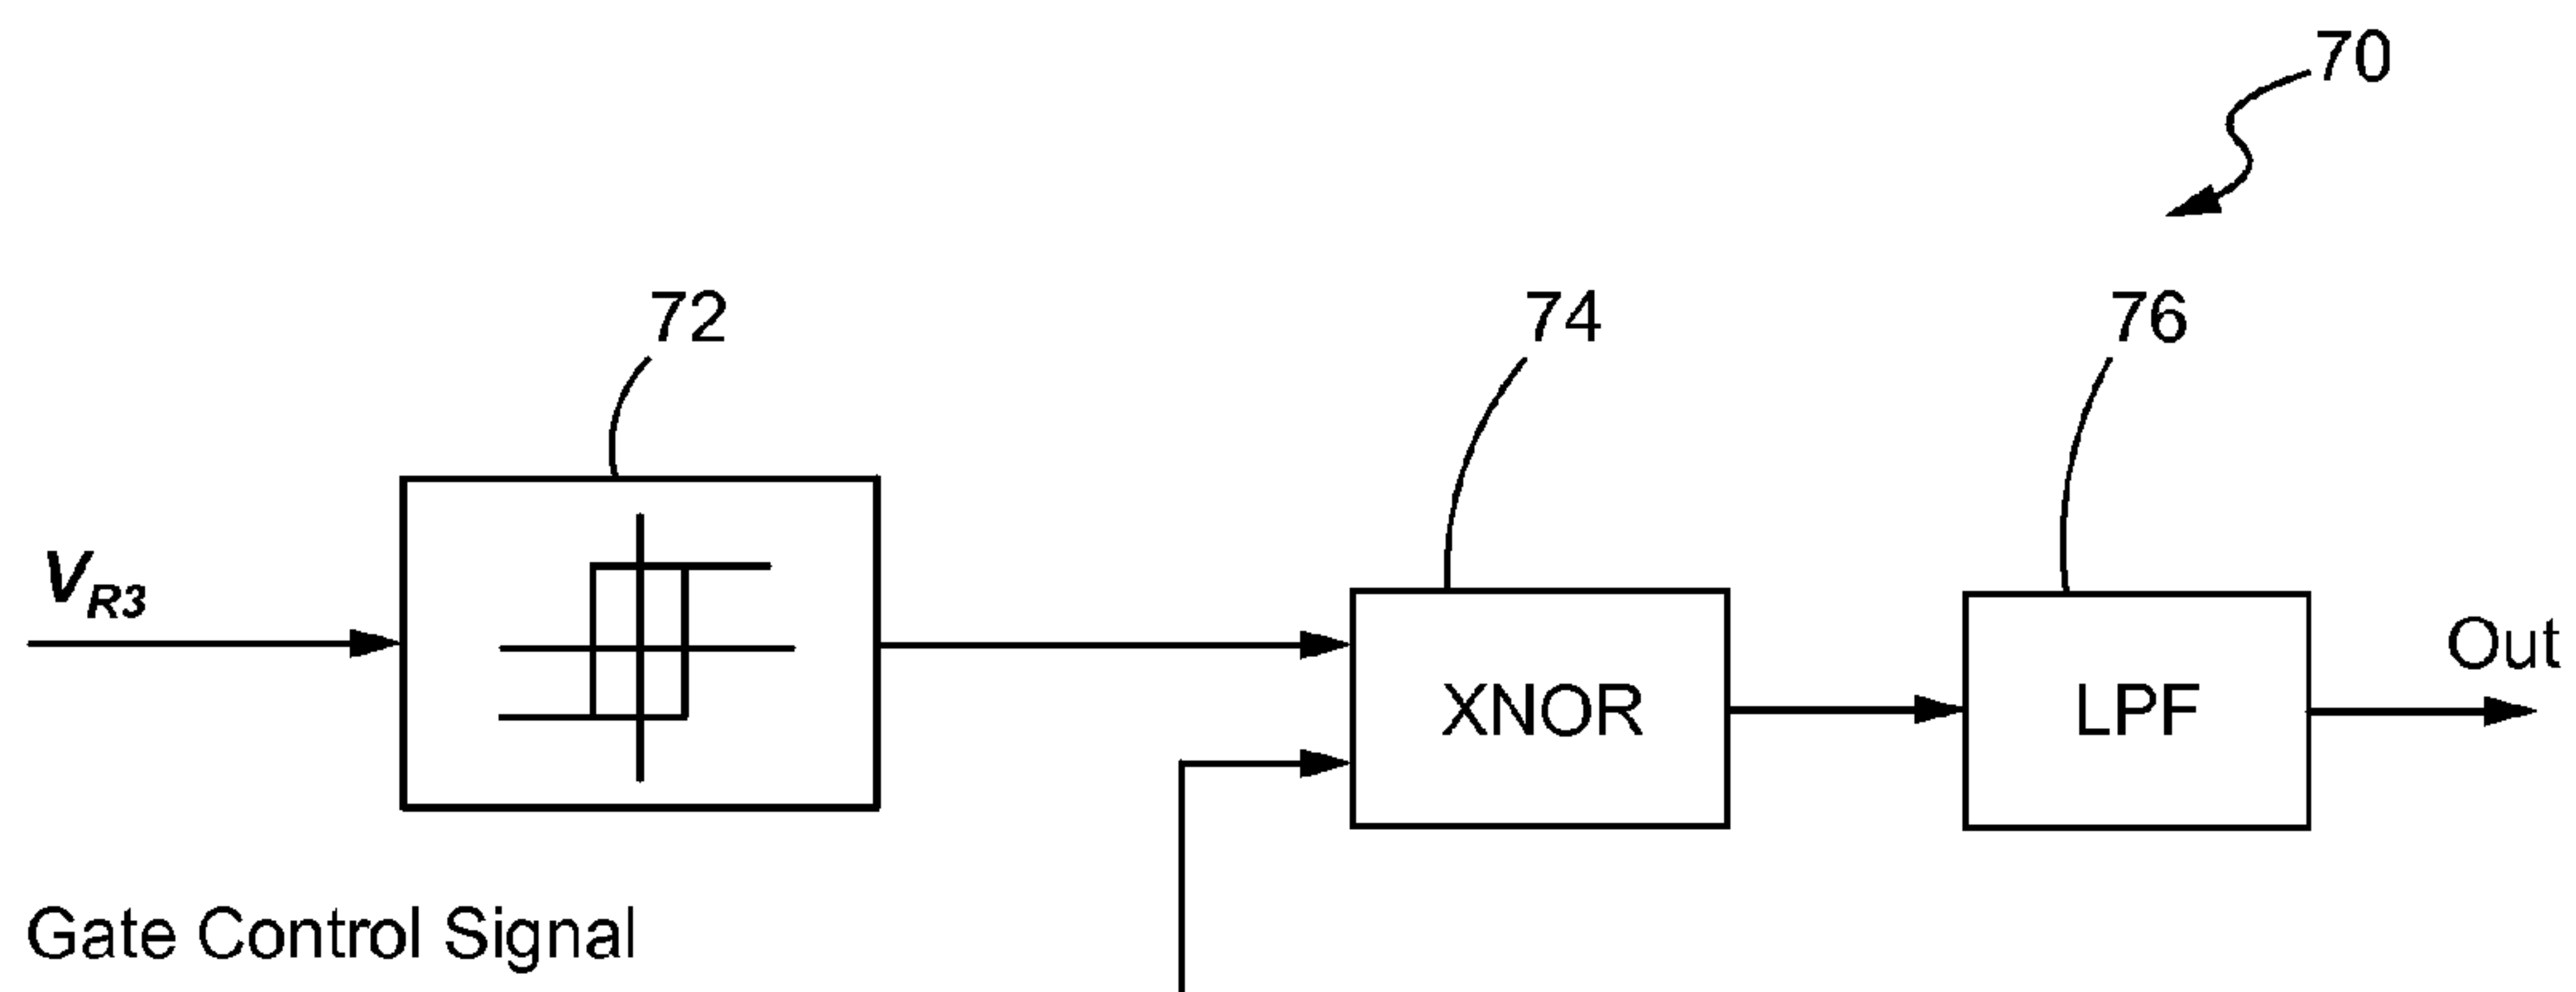 70
72
74
76
V_R3
XNOR
LPF
Out
Gate Control Signal